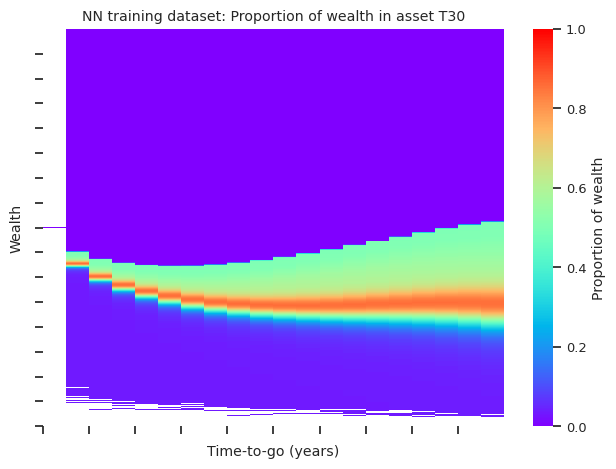 NN training dataset: Proportion of wealth in asset T30
1.0
0.8
0.6
0.4
0.2
0.0
Proportion of wealth
Wealth
Time-to-go (years)